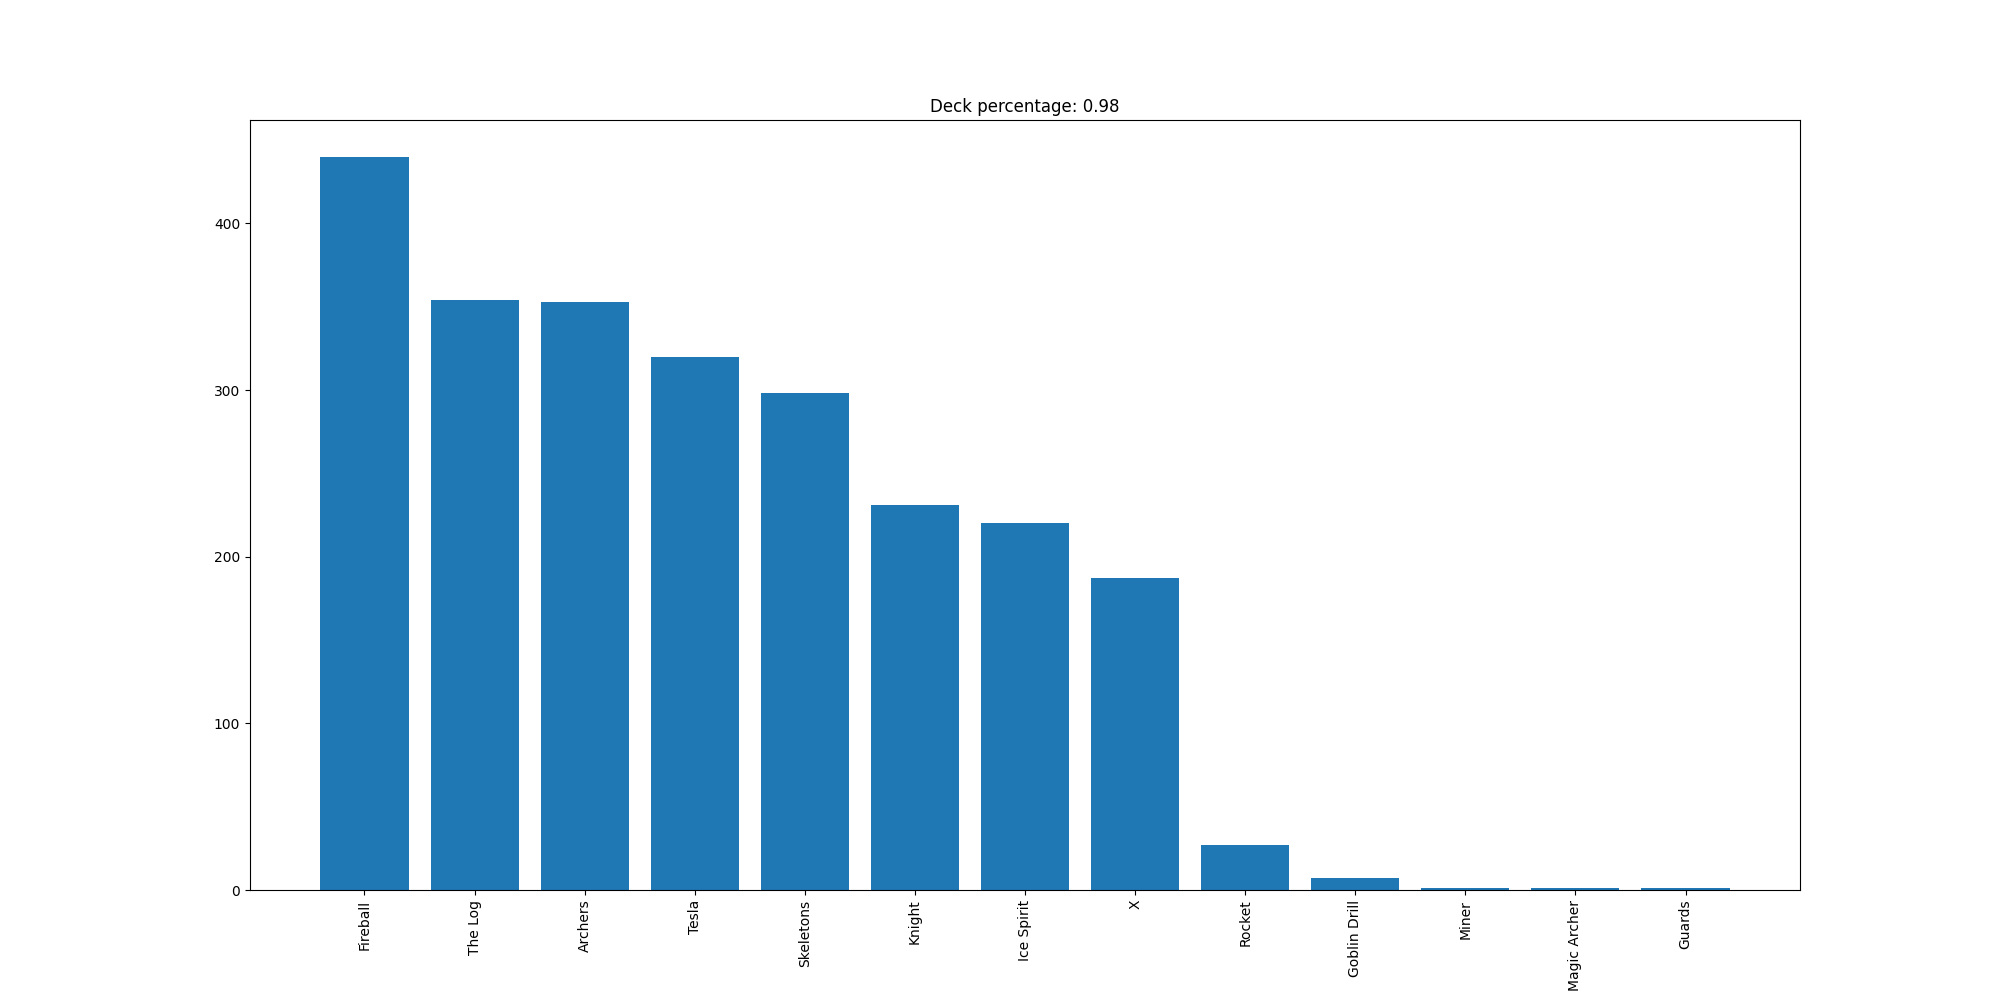 Deck percentage: 0.98
400
300
200
100
0
Fireball
The Log
Archers
Tesla
Skeletons
Knight
Ice Spirit
X
Rocket
Goblin Drill
Miner
Magic Archer
Guards